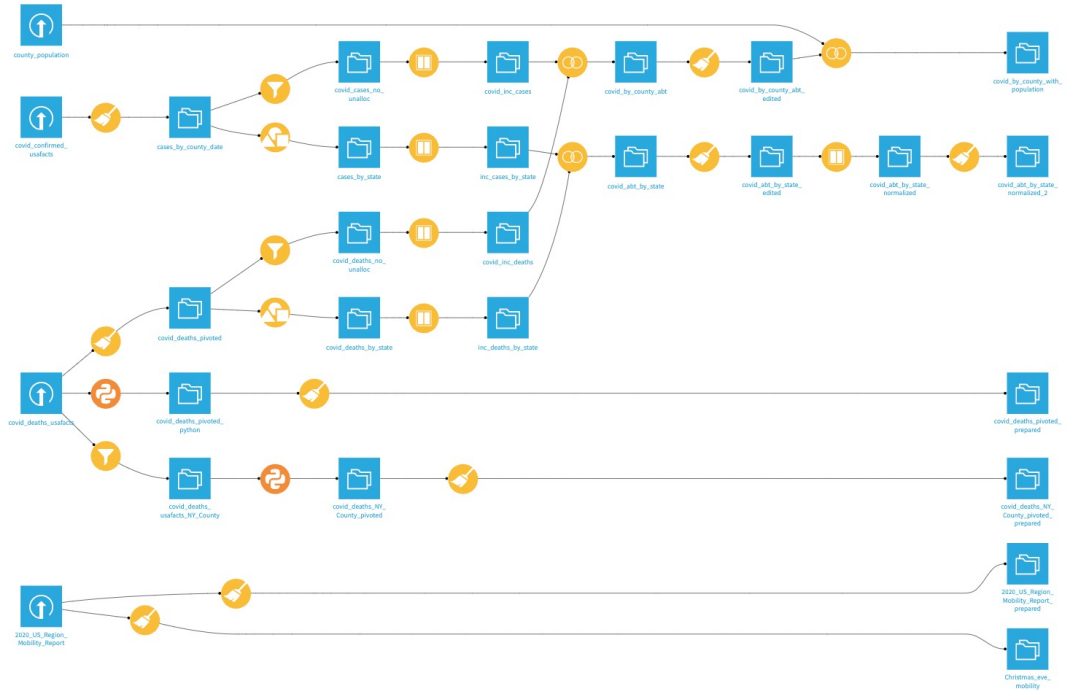 county_population
covid_cases_no_
unalloc
covid_inc_cases
covid_by_county_abt
covid_by_county_abt_
edited
covid_by_county_with_
population
covid_confirmed_
usafacts
cases_by_county_date
cases_by_state
inc_cases_by_state
covid_abt_by_state
covid_abt_by_state_
edited
covid_abt_by_state_
normalized
covid_abt_by_state_
normalized_2
covid_deaths_no_
unalloc
covid_inc_deaths
covid_deaths_pivoted
covid_deaths_by_state
inc_deaths_by_state
covid_deaths_usafacts
covid_deaths_pivoted_
python
covid_deaths_pivoted_
prepared
covid_deaths_
usafacts_NY_County
covid_deaths_NY_
County_pivoted
covid_deaths_NY_
County_pivoted_
prepared
2020_US_Region_
Mobility_Report
2020_US_Region_
Mobility_Report_
prepared
Christmas_eve_
mobility